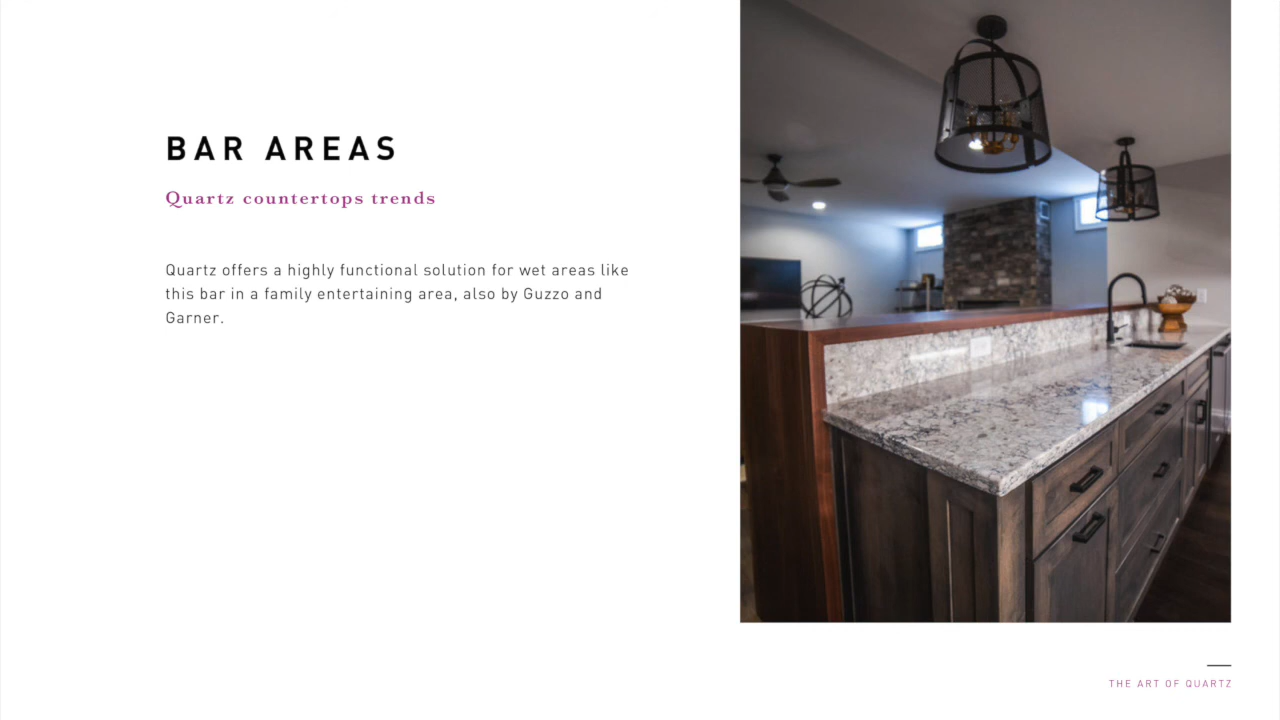 BAR AREAS
Quartz countertops trends
Quartz offers a highly functional solution for wet areas like
this bar in a family entertaining area, also by Guzzo and
Garner.
THE ART OF QUARTZ